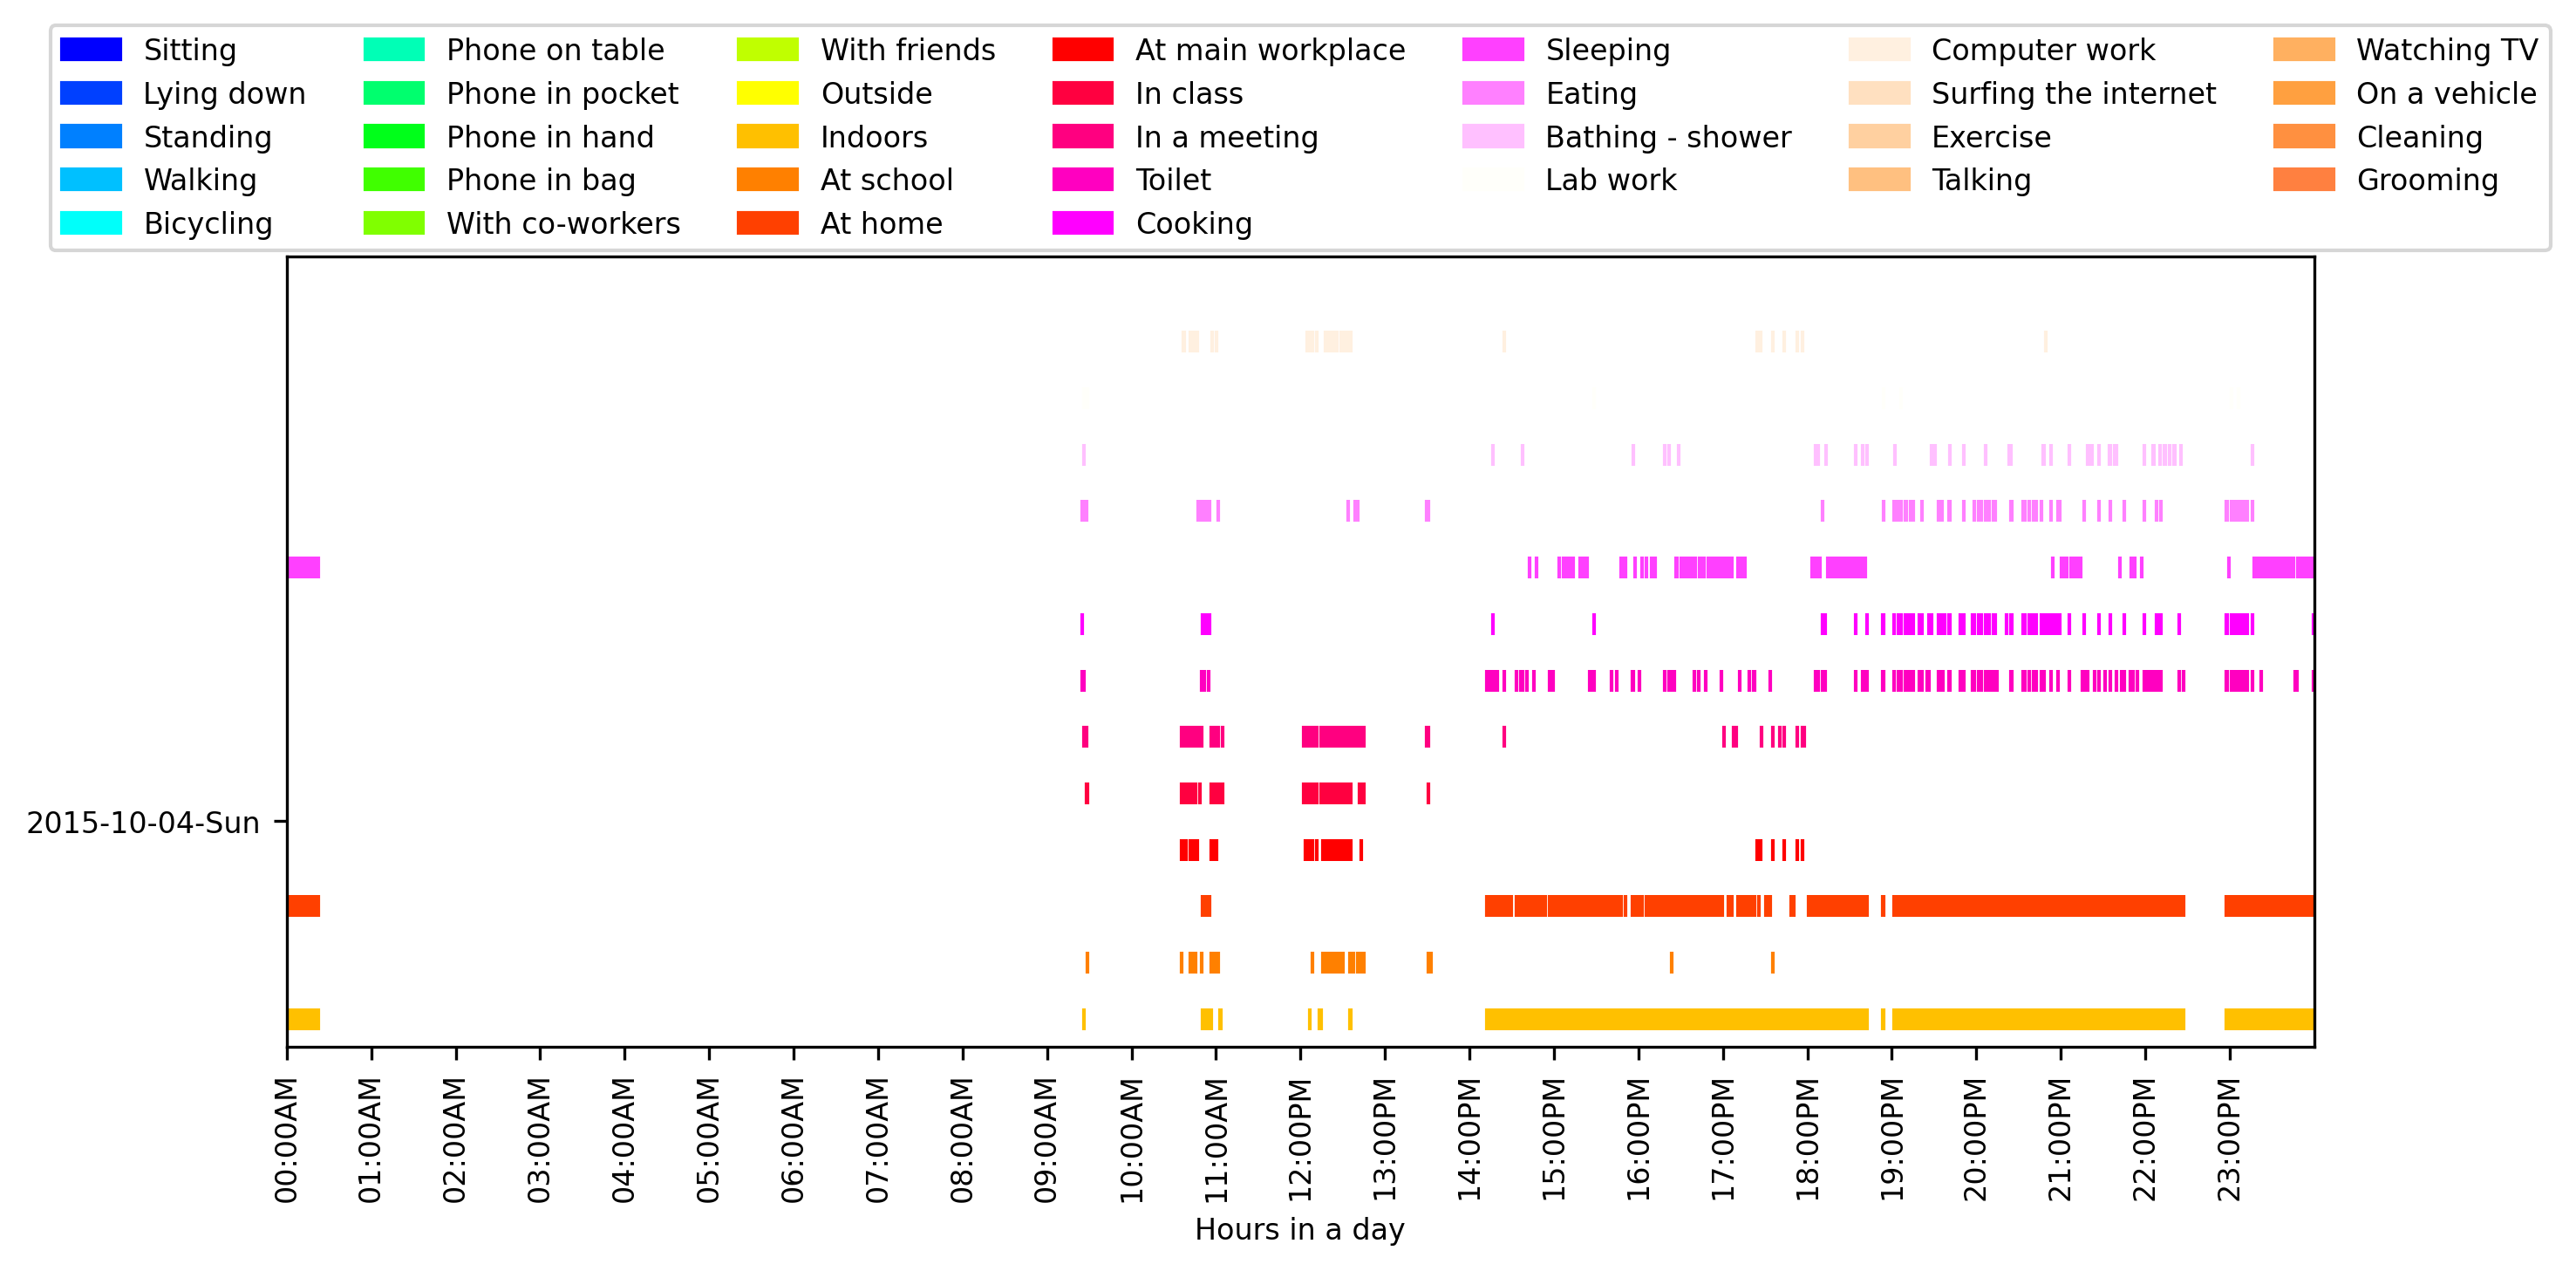 Sitting Phone on table With friends At main workplace Sleeping Computer work Watching TV
Lying down Phone in pocket Outside In class Eating Surfing the internet On a vehicle
Standing Phone in hand Indoors In a meeting Bathing - shower Exercise Cleaning
Walking Phone in bag At school Toilet Lab work Talking Grooming
Bicycling With co-workers At home Cooking
2015-10-04-Sun
00:00AM 01:00AM 02:00AM 03:00AM 04:00AM 05:00AM 06:00AM 07:00AM 08:00AM 09:00AM 10:00AM 11:00AM 12:00PM 13:00PM 14:00PM 15:00PM 16:00PM 17:00PM 18:00PM 19:00PM 20:00PM 21:00PM 22:00PM 23:00PM
Hours in a day